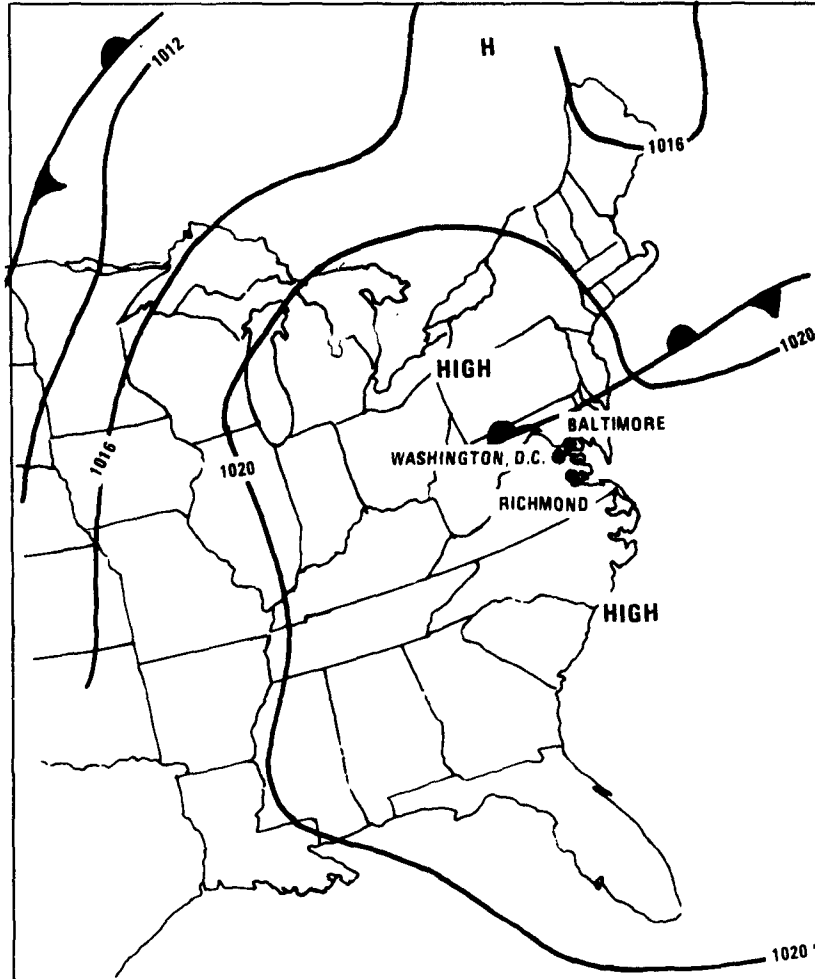 H
1012
1016
HIGH
1020
BALTIMORE
WASHINGTON, D.C.
1016
1020
RICHMOND
HIGH
1020